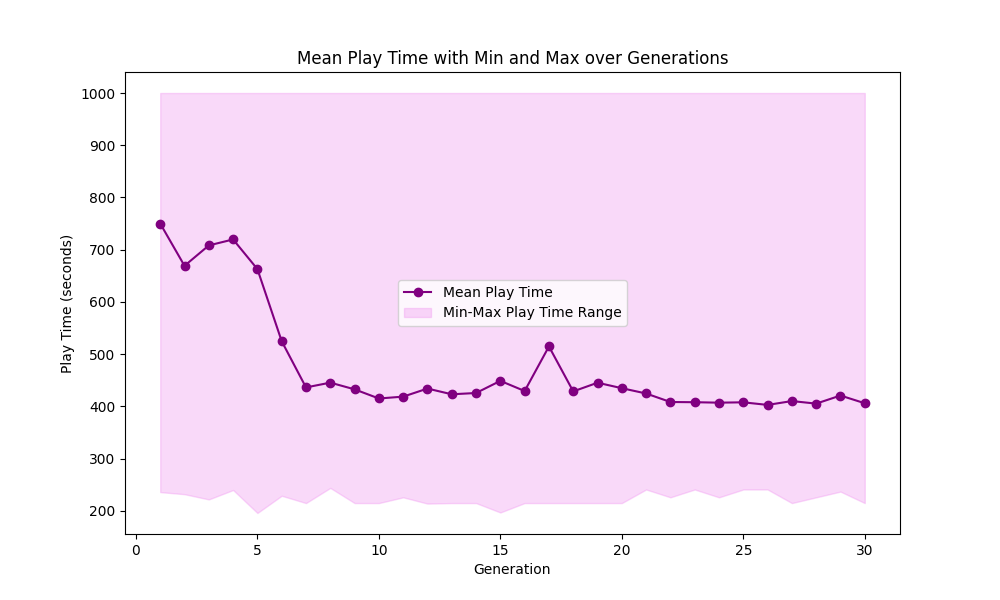 Mean Play Time with Min and Max over Generations
Play Time (seconds)
1000
900
800
700
600
500
400
300
200
Mean Play Time
Min-Max Play Time Range
0 5 10 15 20 25 30
Generation